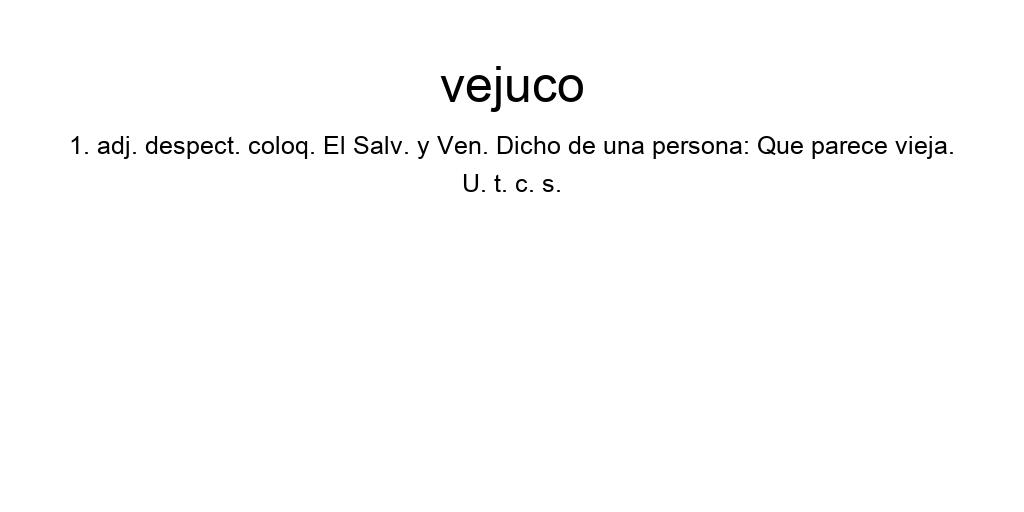 vejuco
1. adj. despect. coloq. El Salv. y Ven. Dicho de una persona: Que parece vieja.
U. t. c. s.